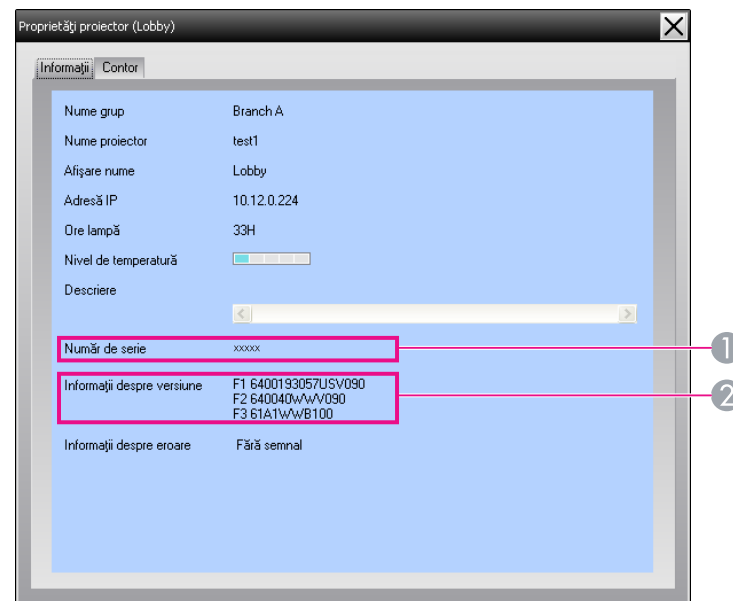 Proprietăţi proiector (Lobby)
Informaţii Contor
Nume grup Branch A
Nume proiector test1
Afişare nume Lobby
Adresă IP 10.12.0.224
Ore lampă 33H
Nivel de temperatură
Descriere
Număr de serie xxxxx 1
Informaţii despre versiune F1 6400193057USV090 2
F2 640040WWV090
F3 61A1WWB100
Informaţii despre eroare Fără semnal